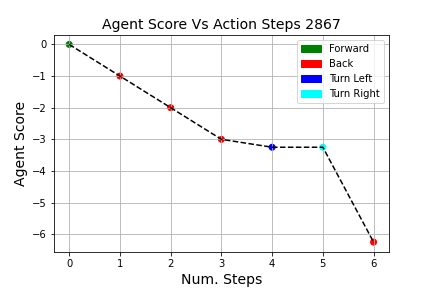 Agent Score Vs Action Steps 2867
Agent Score
0
−1
−2
−3
−4
−5
−6
Forward
Back
Turn Left
Turn Right
0 1 2 3 4 5 6
Num. Steps